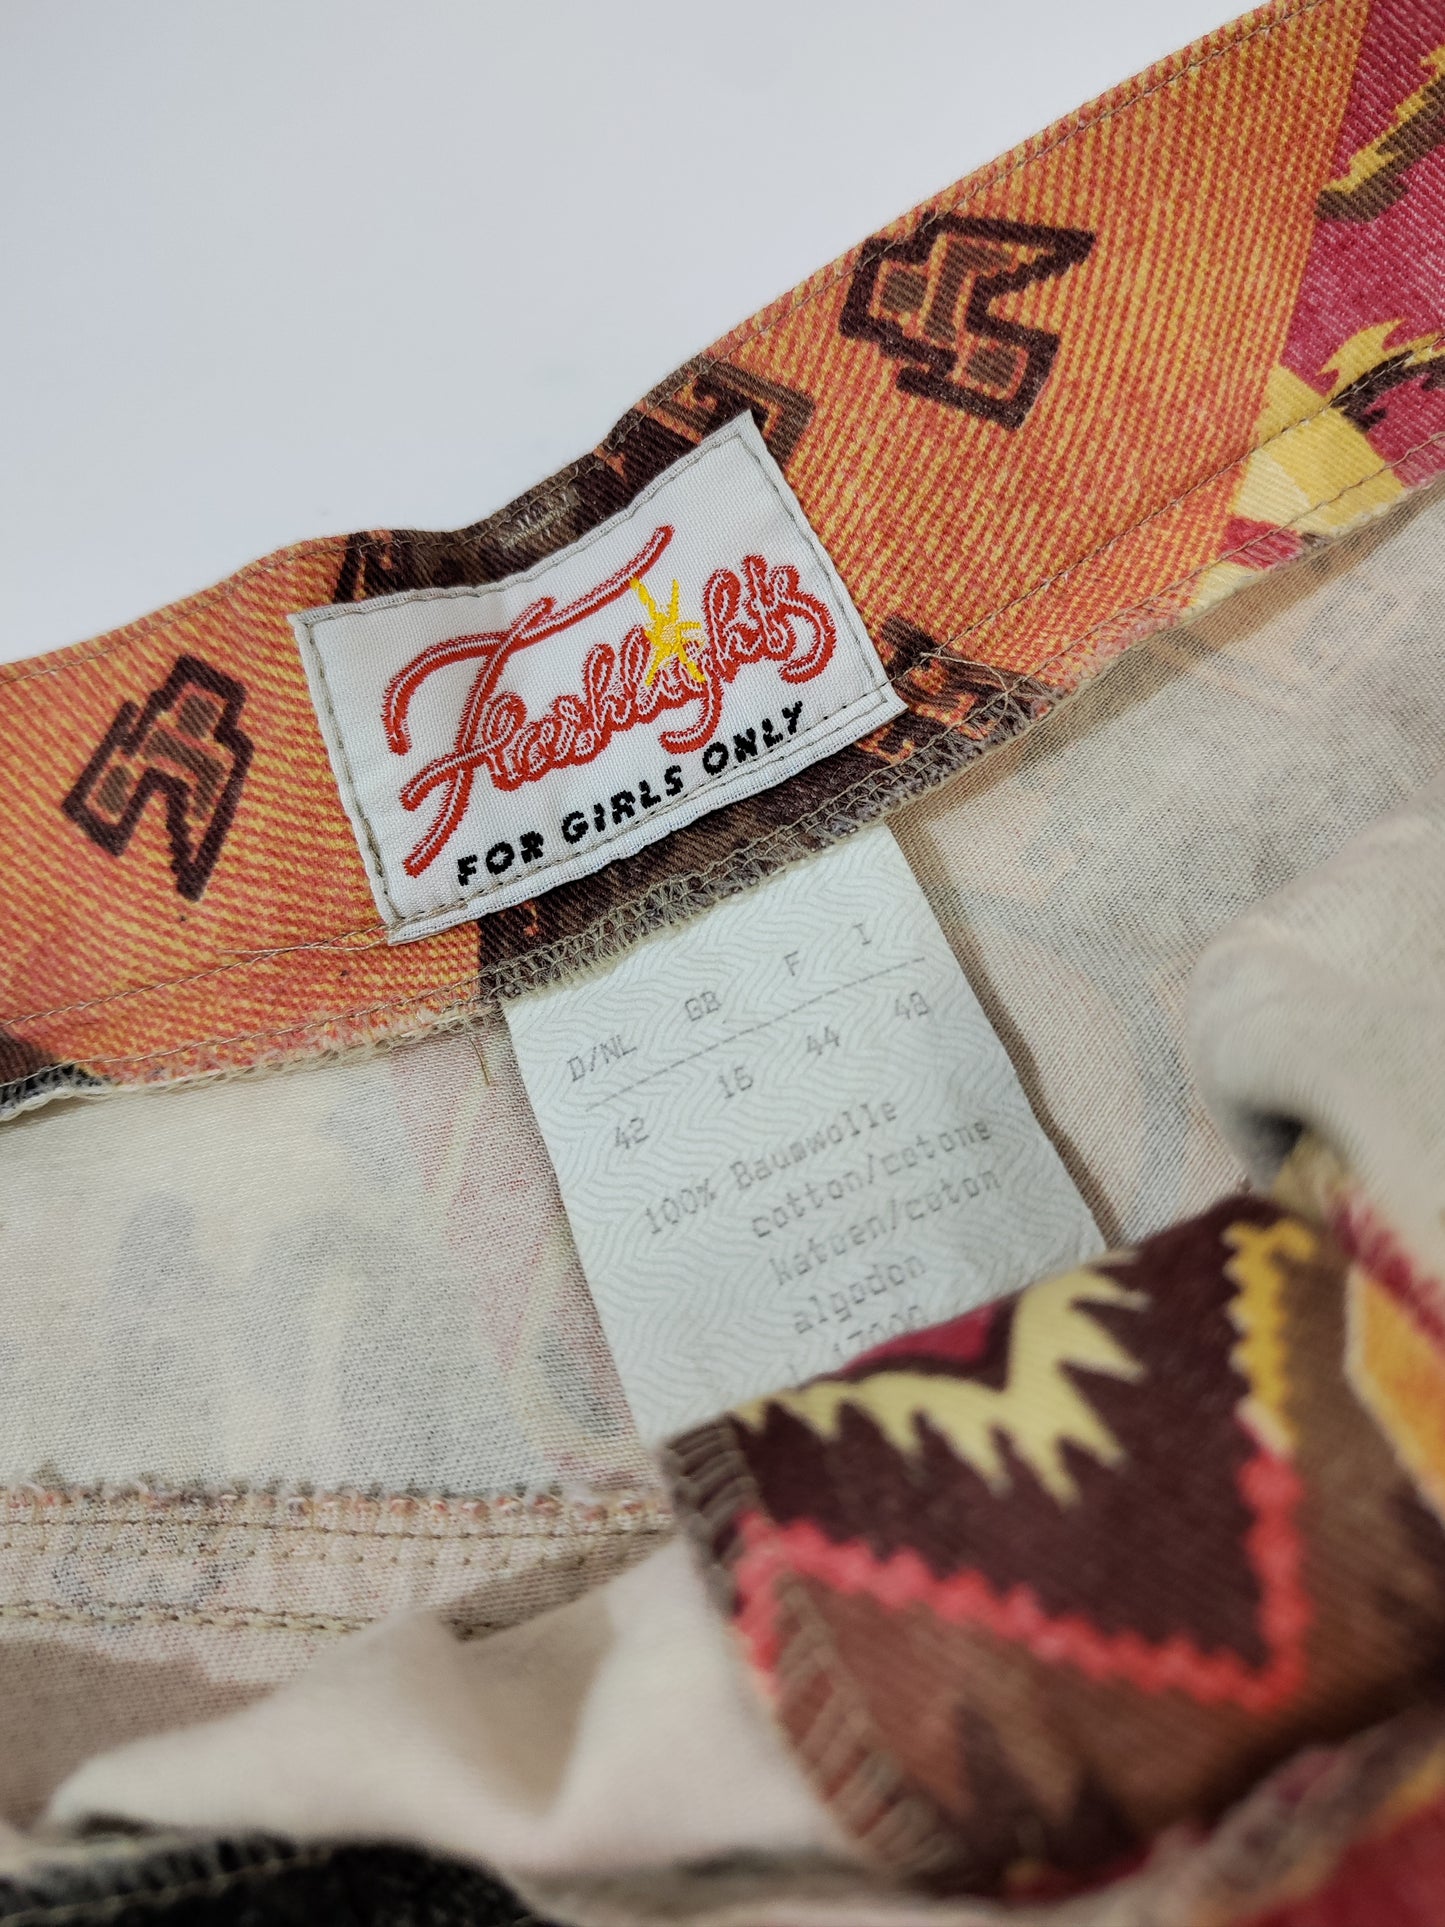 Flashlights
FOR GIRLS ONLY
D/NL GB F I
42 16 44 48
100% Baumwolle
cotton/cotone
katoen/coton
algodon